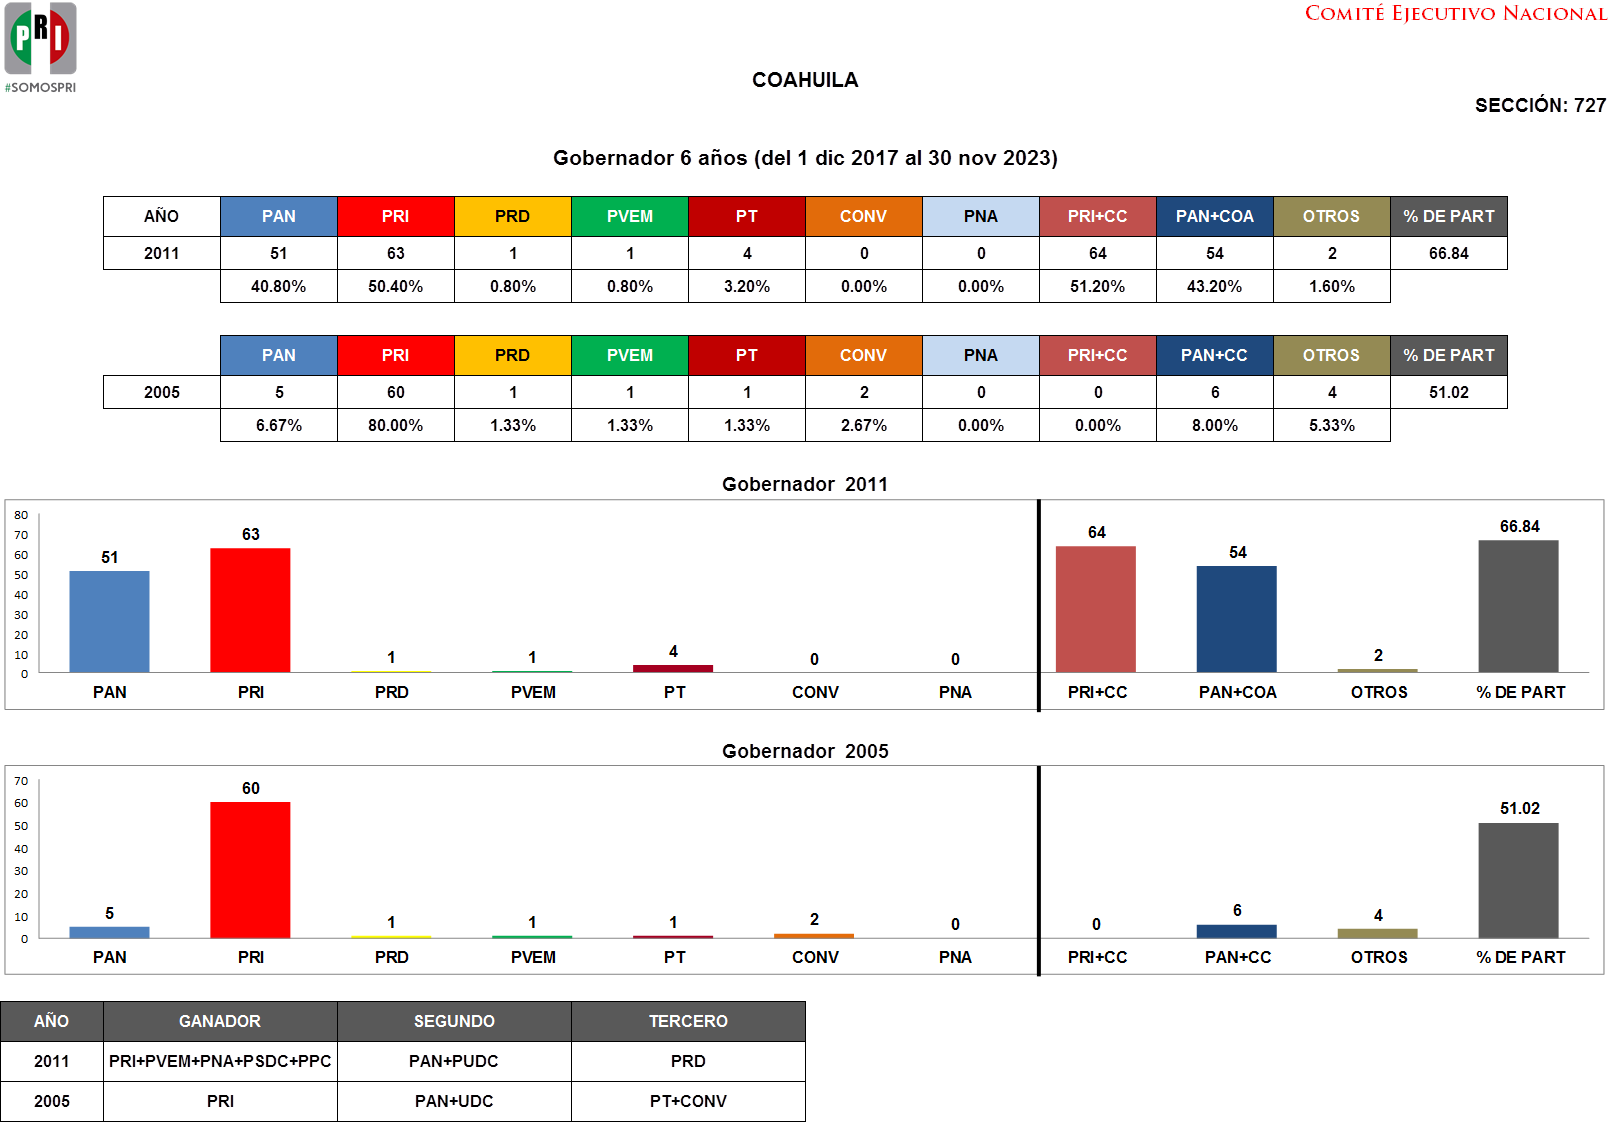 COMITÉ EJECUTIVO NACIONAL
PRI
#SOMOSPRI
COAHUILA
SECCIÓN: 727
Gobernador 6 años (del 1 dic 2017 al 30 nov 2023)
AÑO PAN PRI PRD PVEM PT CONV PNA PRI+CC PAN+COA OTROS % DE PART
2011 51 63 1 1 4 0 0 64 54 2 66.84
40.80% 50.40% 0.80% 0.80% 3.20% 0.00% 0.00% 51.20% 43.20% 1.60%
PAN PRI PRD PVEM PT CONV PNA PRI+CC PAN+CC OTROS % DE PART
2005 5 60 1 1 1 2 0 0 6 4 51.02
6.67% 80.00% 1.33% 1.33% 1.33% 2.67% 0.00% 0.00% 8.00% 5.33%
Gobernador 2011
80
70
60
50
40
30
20
10
0
51 63 1 1 4 0 0 64 54 2 66.84
PAN PRI PRD PVEM PT CONV PNA PRI+CC PAN+COA OTROS % DE PART
Gobernador 2005
70
60
50
40
30
20
10
0
5 60 1 1 1 2 0 0 6 4 51.02
PAN PRI PRD PVEM PT CONV PNA PRI+CC PAN+CC OTROS % DE PART
AÑO GANADOR SEGUNDO TERCERO
2011 PRI+PVEM+PNA+PSDC+PPC PAN+PUDC PRD
2005 PRI PAN+UDC PT+CONV